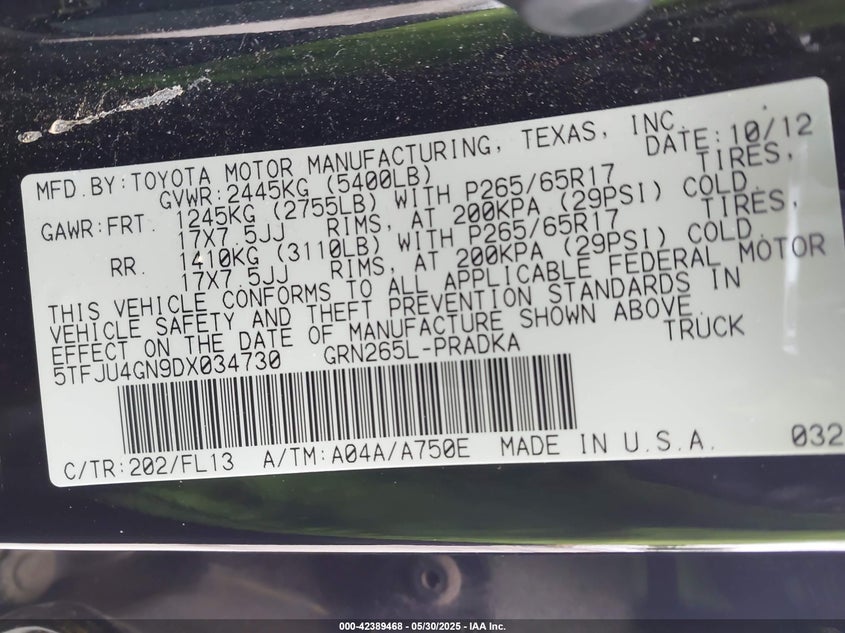 MFD.BY:TOYOTA MOTOR MANUFACTURING, TEXAS, INC.
GVWR:2445KG (5400LB) DATE:10/12
GAWR:FRT. 1245KG (2755LB) WITH P265/65R17 TIRES,
17X7.5JJ RIMS, AT 200KPA (29PSI) COLD.
RR. 1410KG (3110LB) WITH P265/65R17 TIRES,
17X7.5JJ RIMS, AT 200KPA (29PSI) COLD.
THIS VEHICLE CONFORMS TO ALL APPLICABLE FEDERAL MOTOR
VEHICLE SAFETY AND THEFT PREVENTION STANDARDS IN
EFFECT ON THE DATE OF MANUFACTURE SHOWN ABOVE.
5TFJU4GN9DX034730 GRN265L-PRADKA TRUCK
C/TR:202/FL13 A/TM:A04A/A750E MADE IN U.S.A. 032
000-42389468 - 05/30/2025 - IAA Inc.